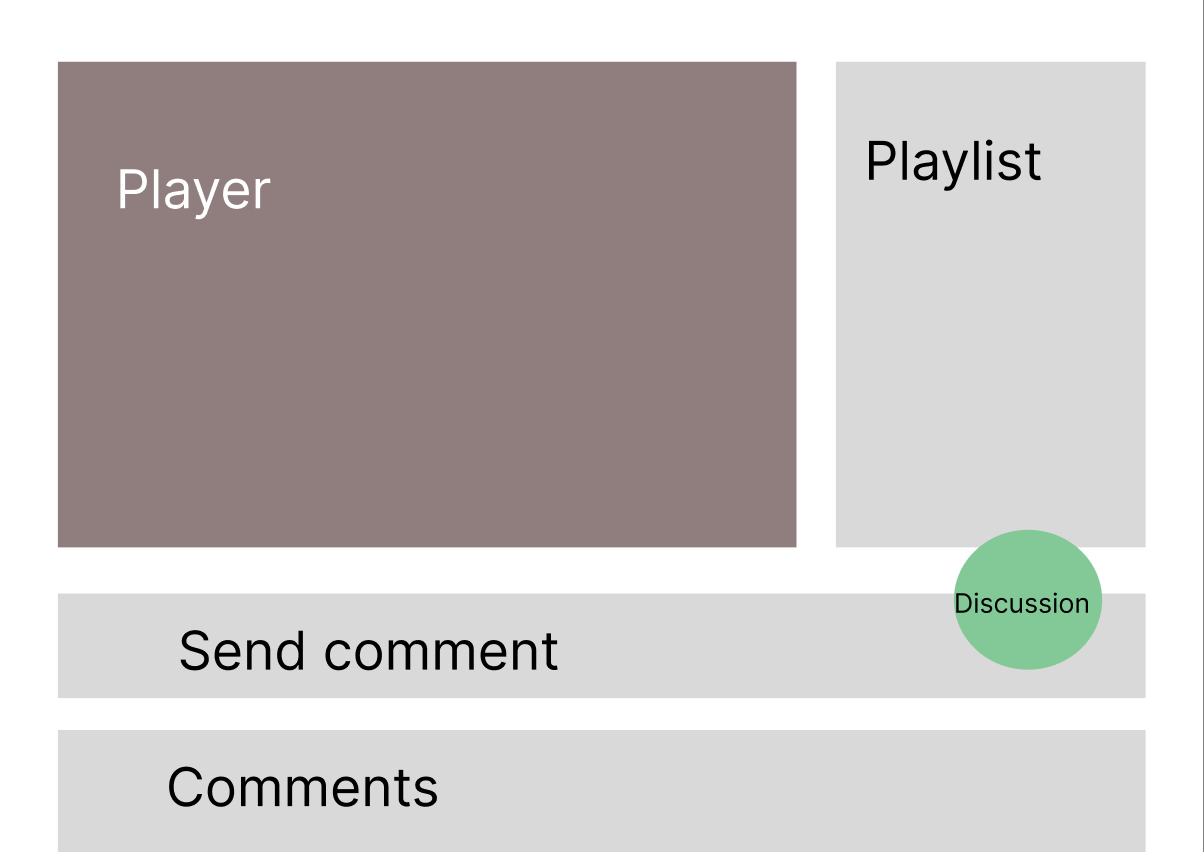 Player
Playlist
Discussion
Send comment
Comments